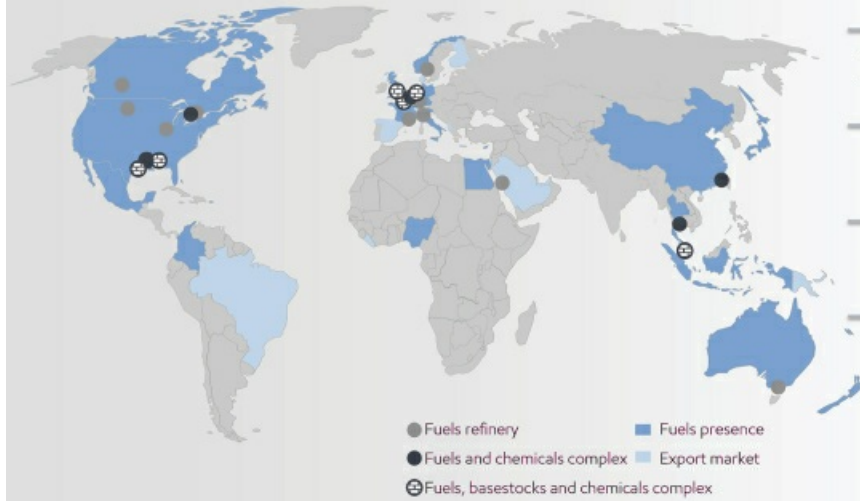 Fuels refinery
Fuels presence
Fuels and chemicals complex
Export market
Fuels, basestocks and chemicals complex